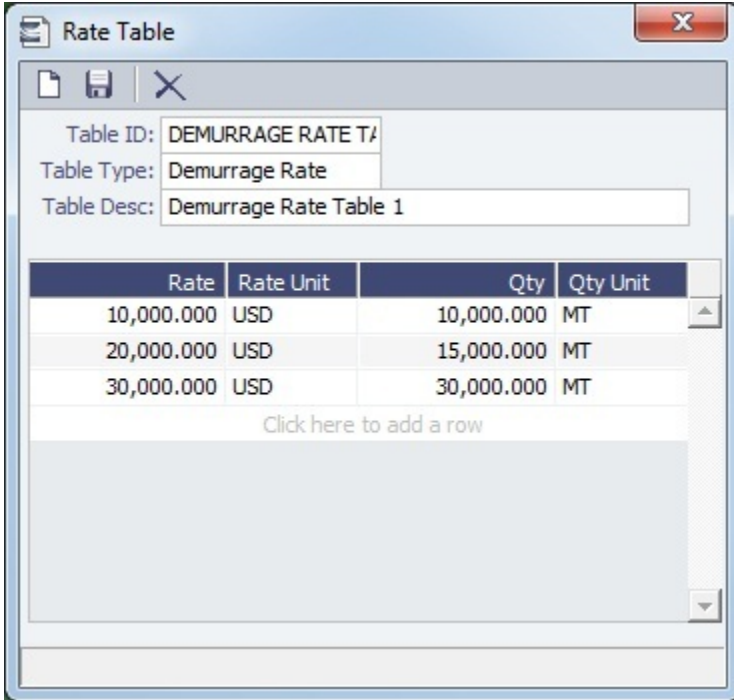 Rate Table
Table ID: DEMURRAGE RATE
Table Type: Demurrage Rate
Table Desc: Demurrage Rate Table 1
Rate Rate Unit Qty Qty Unit
10,000.000 USD 10,000.000 MT
20,000.000 USD 15,000.000 MT
30,000.000 USD 30,000.000 MT
Click here to add a row